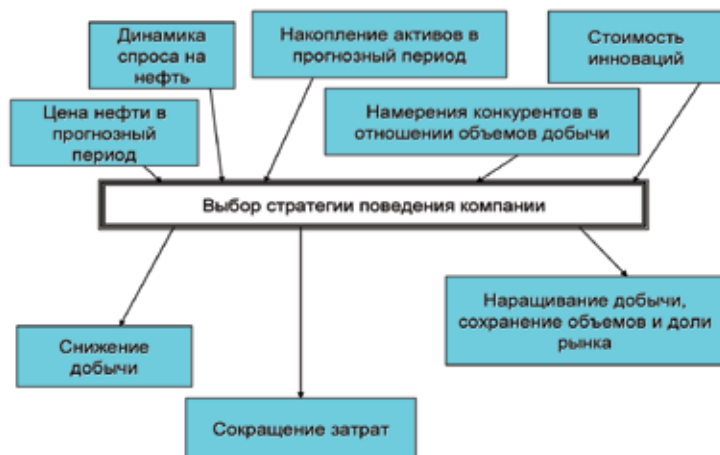 Динамика
спроса на
нефть
Накопление активов в
прогнозный период
Стоимость
инноваций
Цена нефти в
прогнозный
период
Намерения конкурентов в
отношении объемов добычи
Выбор стратегии поведения компании
Снижение
добычи
Сокращение затрат
Наращивание добычи,
сохранение объемов и доли
рынка